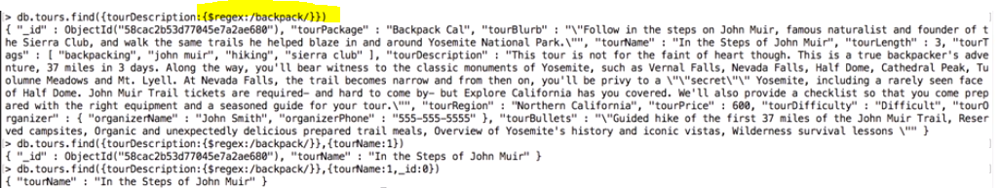 > db.tours.find({tourDescription:{$regex:/backpack/}})
{ "_id" : ObjectId("58cac2b53d77045e7a2ae680"), "tourPackage" : "Backpack Cal", "tourBlurb" : "\"Follow in the steps on John Muir, famous naturalist and founder of t
he Sierra Club, and walk the same trails he helped blaze in and around Yosemite National Park.\"", "tourName" : "In the Steps of John Muir", "tourLength" : 3, "tourT
ags" : [ "backpacking", "john muir", "hiking", "sierra club" ], "tourDescription" : "This tour is not for the faint of heart though. This is a true backpacker's adve
nture, 37 miles in 3 days. Along the way, you'll bear witness to the classic monuments of Yosemite, such as Vernal Falls, Nevada Falls, Half Dome, Cathedral Peak, Tu
olumne Meadows and Mt. Lyell. At Nevada Falls, the trail becomes narrow and from then on, you'll be privy to a \"\"secret\"\" Yosemite, including a rarely seen face 
of Half Dome. John Muir Trail tickets are required– and hard to come by– but Explore California has you covered. We'll also provide a checklist so that you come prep
ared with the right equipment and a seasoned guide for your tour.\"", "tourRegion" : "Northern California", "tourPrice" : 600, "tourDifficulty" : "Difficult", "tourO
rganizer" : { "organizerName" : "John Smith", "organizerPhone" : "555-555-5555" }, "tourBullets" : "\"Guided hike of the first 37 miles of the John Muir Trail, Reser
ved campsites, Organic and unexpectedly delicious prepared trail meals, Overview of Yosemite's history and iconic vistas, Wilderness survival lessons \"" }
> db.tours.find({tourDescription:{$regex:/backpack/}},{tourName:1})
{ "_id" : ObjectId("58cac2b53d77045e7a2ae680"), "tourName" : "In the Steps of John Muir" }
> db.tours.find({tourDescription:{$regex:/backpack/}},{tourName:1,_id:0})
{ "tourName" : "In the Steps of John Muir" }